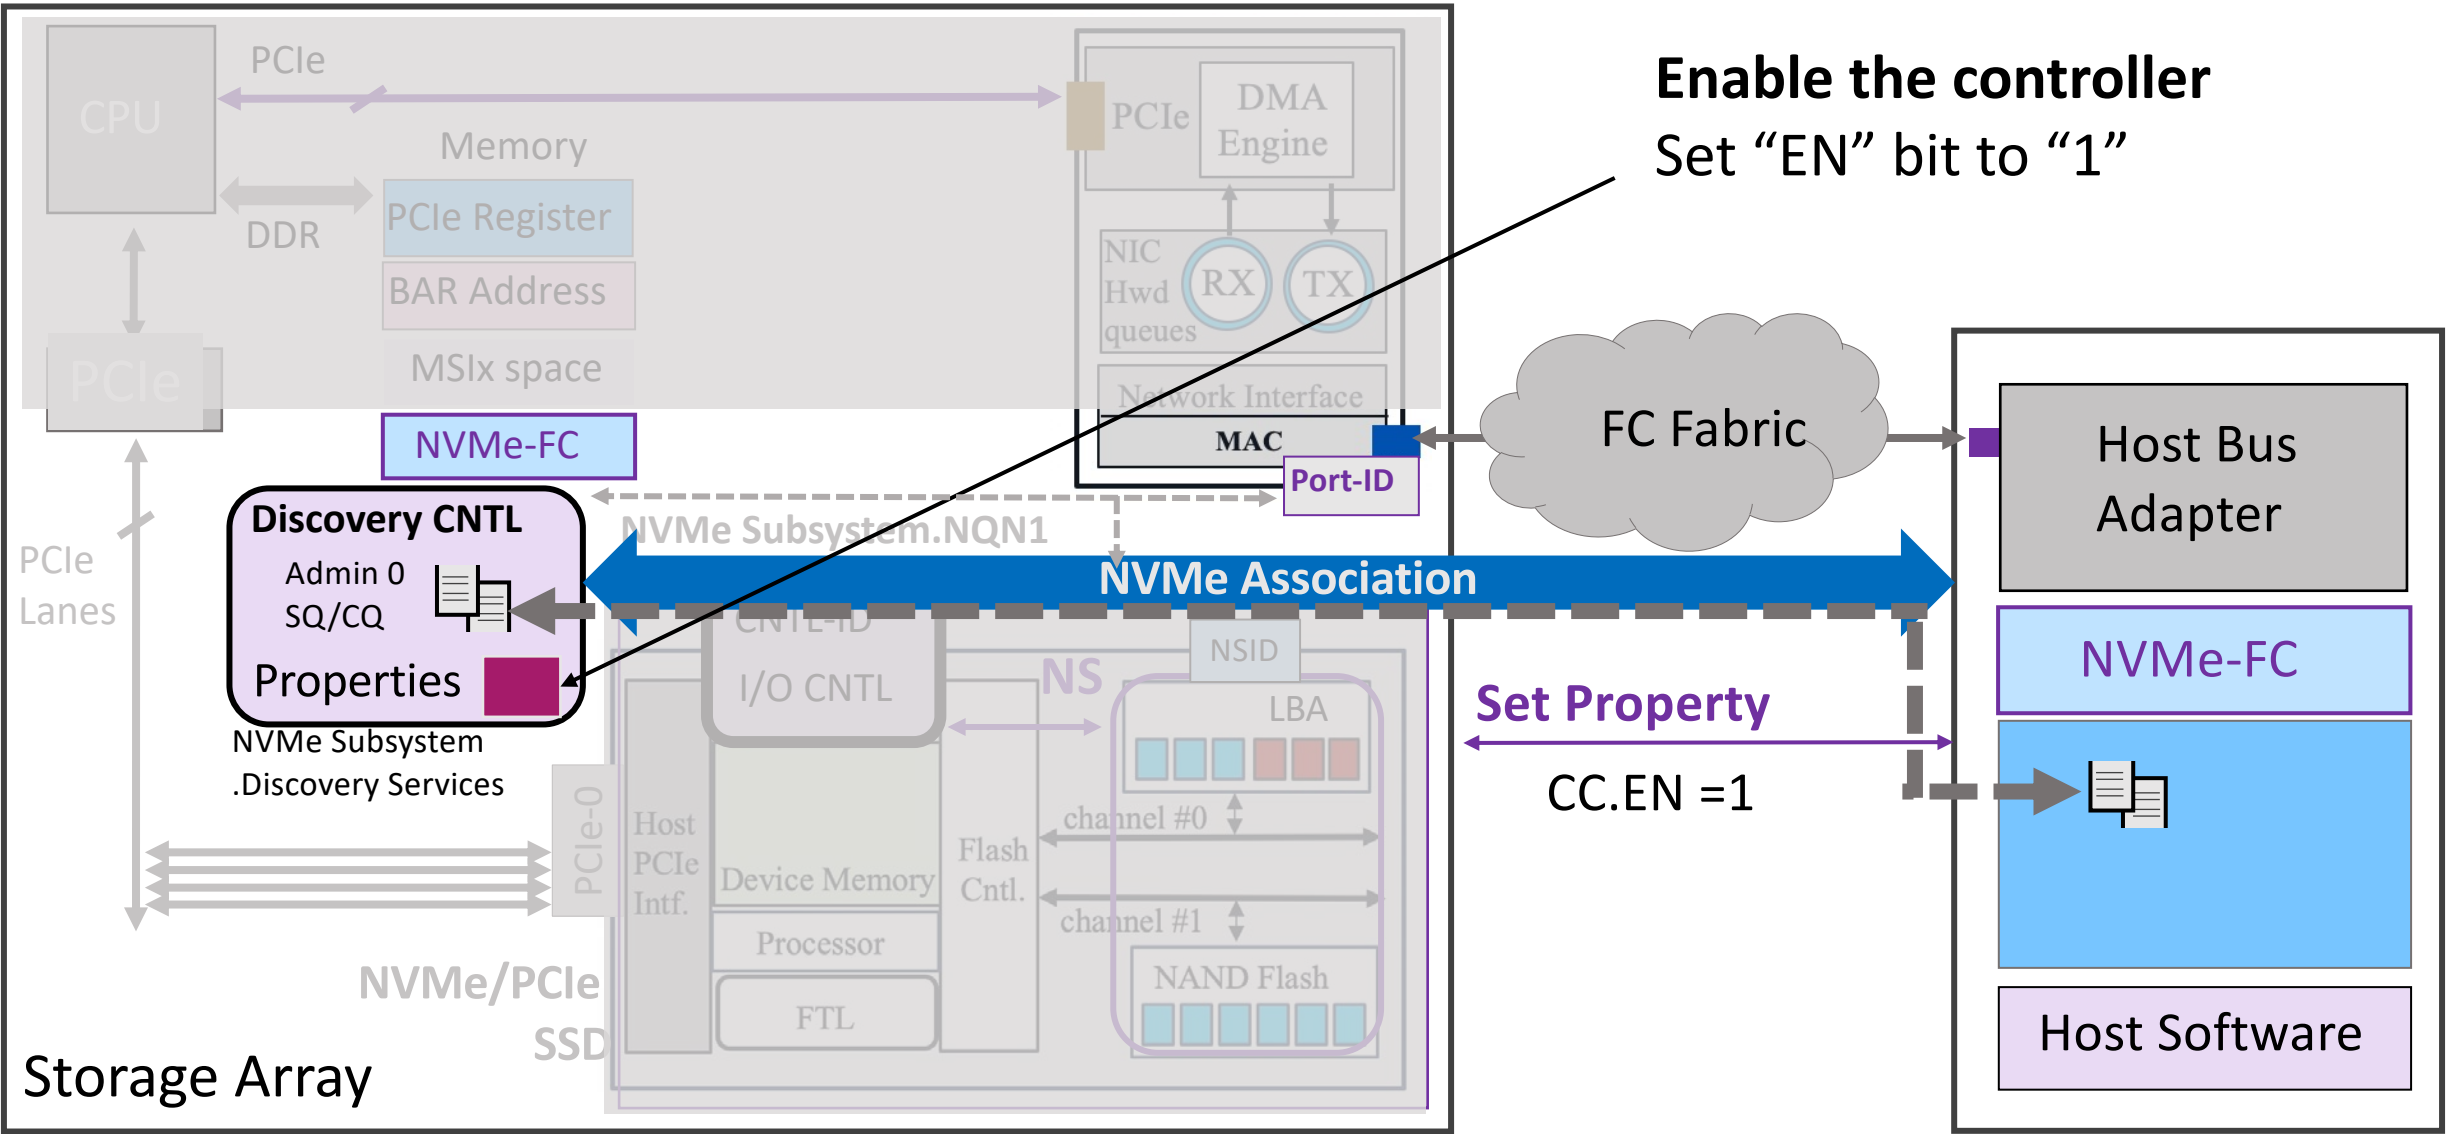 CPU
PCIe
Memory
DDR
PCIe Register
BAR Address
MSIx space
PCIe
NVMe-FC
PCIe
DMA
Engine
NIC
Hwd
queues
RX
TX
Network Interface
MAC
Port-ID
Enable the controller
Set “EN” bit to “1”
FC Fabric
Host Bus
Adapter
NVMe-FC
Host Software
Discovery CNTL
Admin 0
SQ/CQ
Properties
NVMe Subsystem
.Discovery Services
NVMe Subsystem.NQN1
NVMe Association
Set Property
CC.EN =1
PCIe
Lanes
CNTL-ID
I/O CNTL
NS
NSID
LBA
PCIe-0
Host
PCIe
Intf.
Device Memory
Processor
FTL
Flash
Cntl.
channel #0
channel #1
NAND Flash
NVMe/PCIe
SSD
Storage Array